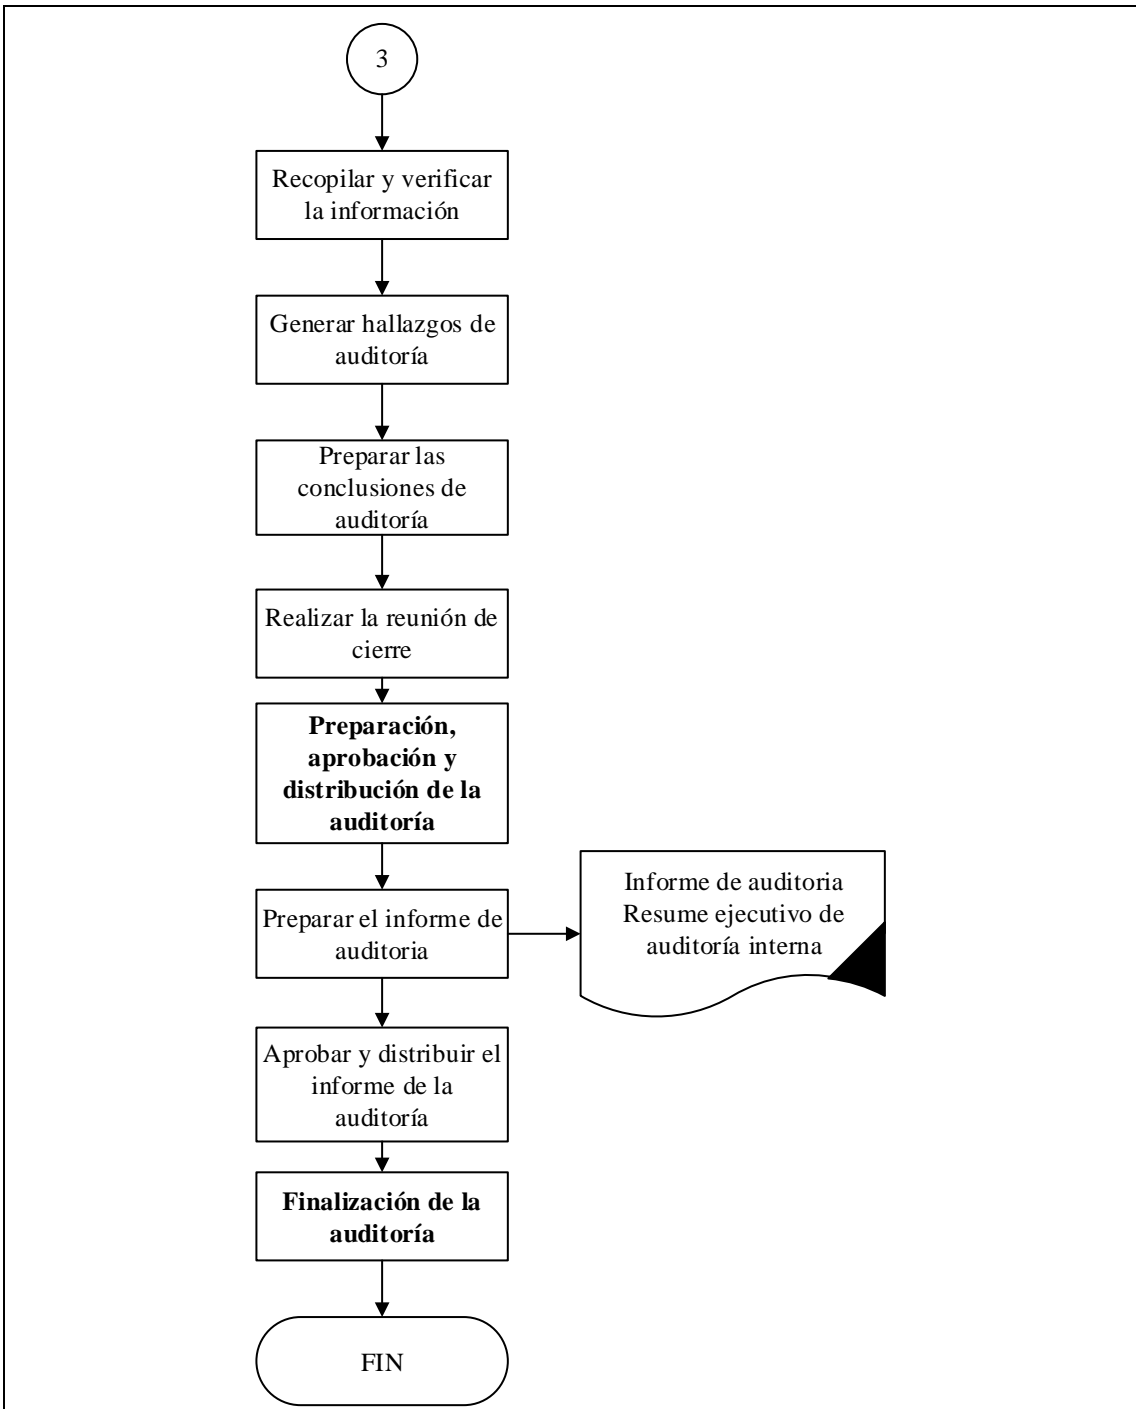 3
Recopilar y verificar
la información
Generar hallazgos de
auditoría
Preparar las
conclusiones de
auditoría
Realizar la reunión de
cierre
Preparación,
aprobación y
distribución de la
auditoría
Preparar el informe de
auditoria
Informe de auditoria
Resume ejecutivo de
auditoría interna
Aprobar y distribuir el
informe de la
auditoría
Finalización de la
auditoría
FIN